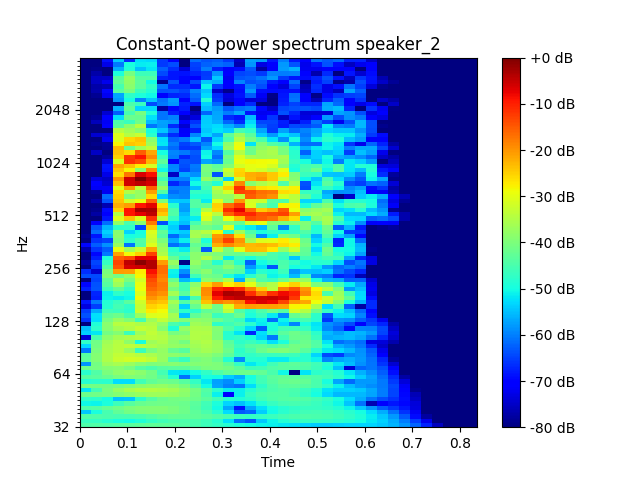 Constant-Q power spectrum speaker_2
Hz
2048
1024
512
256
128
64
32
0
0.1
0.2
0.3
0.4
0.5
0.6
0.7
0.8
Time
+0 dB
-10 dB
-20 dB
-30 dB
-40 dB
-50 dB
-60 dB
-70 dB
-80 dB